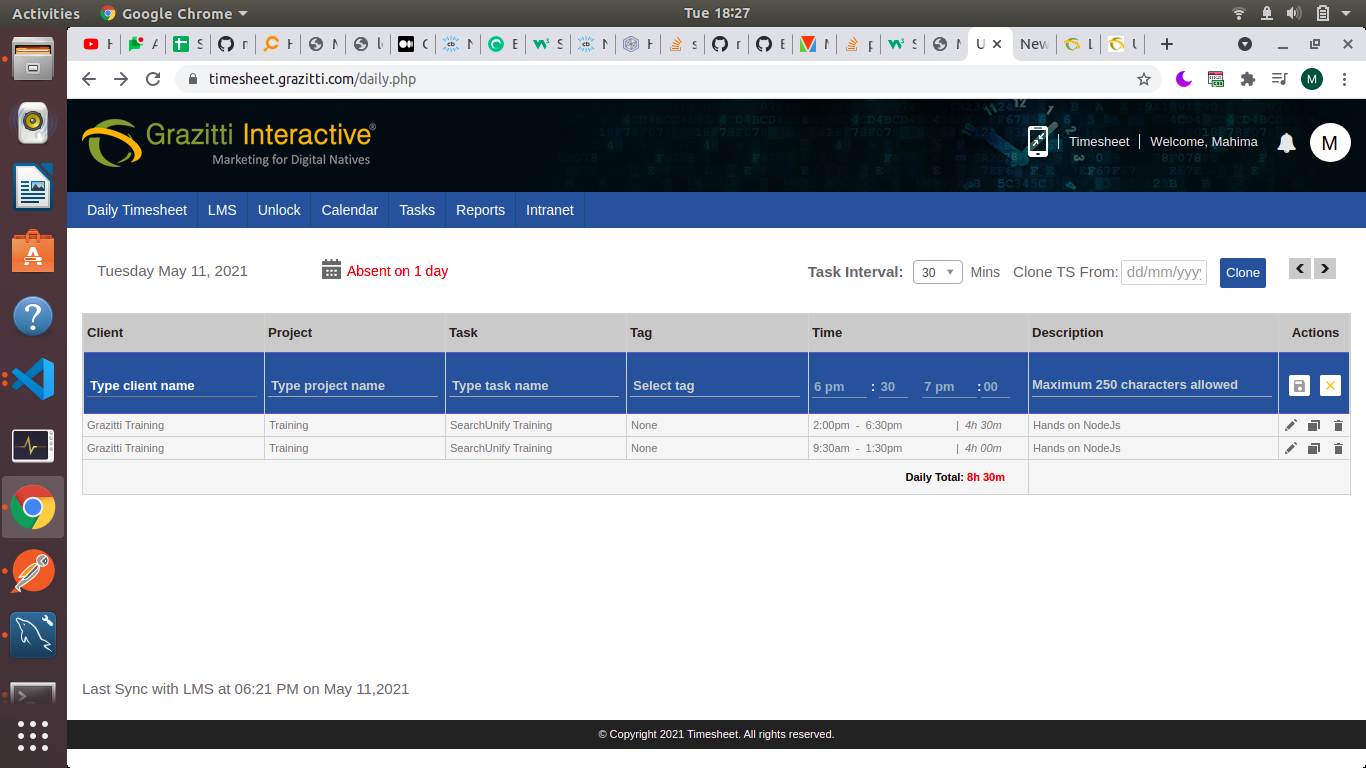 Activities Google Chrome Tue 18:27
U New
timesheet.grazitti.com/daily.php M
Grazitti Interactive®
Marketing for Digital Natives
Timesheet Welcome, Mahima M
Daily Timesheet LMS Unlock Calendar Tasks Reports Intranet
Tuesday May 11, 2021 Absent on 1 day Task Interval: 30 Mins Clone TS From: dd/mm/yyyy Clone
Client Project Task Tag Time Description Actions
Type client name Type project name Type task name Select tag 6 pm : 30 7 pm : 00 Maximum 250 characters allowed
Grazitti Training Training SearchUnify Training None 2:00pm - 6:30pm | 4h 30m Hands on NodeJs
Grazitti Training Training SearchUnify Training None 9:30am - 1:30pm | 4h 00m Hands on NodeJs
Daily Total: 8h 30m
Last Sync with LMS at 06:21 PM on May 11,2021
© Copyright 2021 Timesheet. All rights reserved.